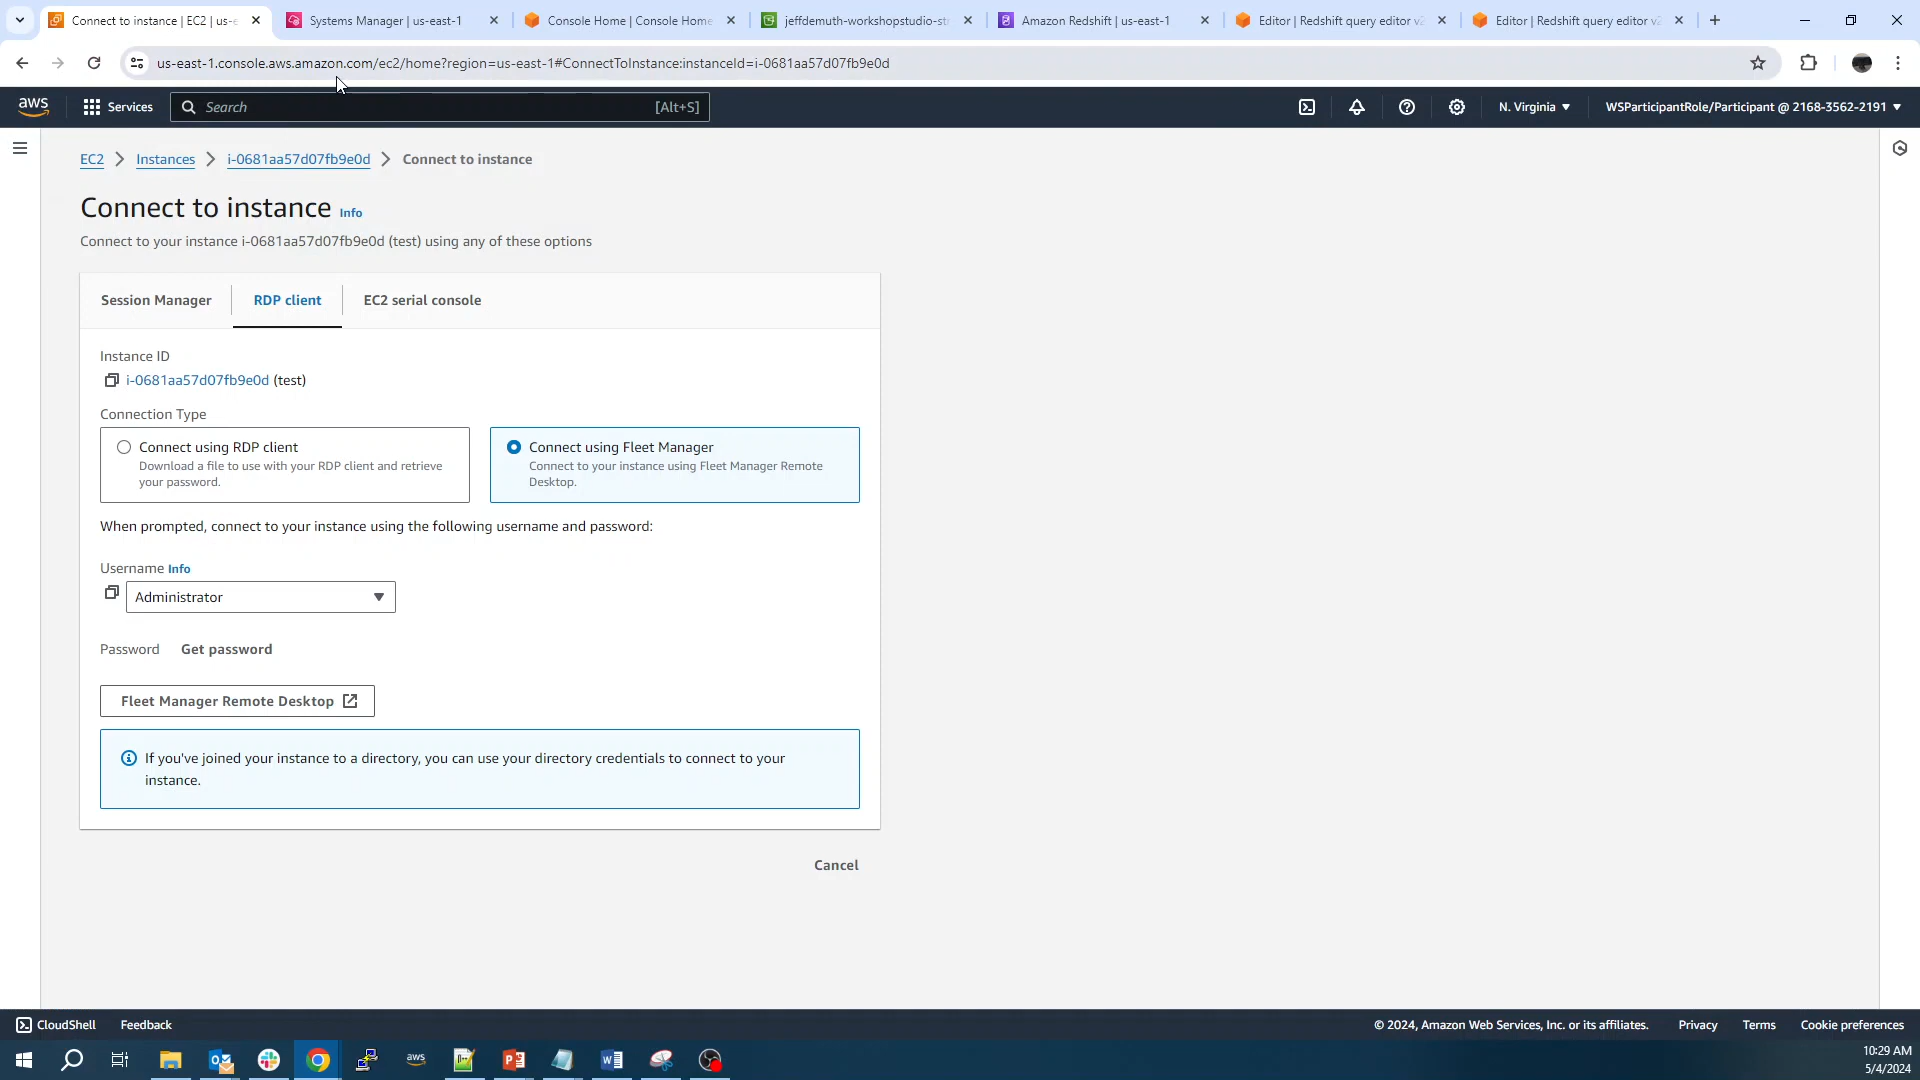 Connect to instance | EC2 | us-e
Systems Manager | us-east-1
Console Home | Console Home
jeffdemuth-workshopstudio-str
Amazon Redshift | us-east-1
Editor | Redshift query editor v2
Editor | Redshift query editor v2
us-east-1.console.aws.amazon.com/ec2/home?region=us-east-1#ConnectToInstance:instanceId=i-0681aa57d07fb9e0d
aws
Services
Search
[Alt+S]
N. Virginia
WSParticipantRole/Participant @ 2168-3562-2191
EC2
Instances
i-0681aa57d07fb9e0d
Connect to instance
Connect to instance Info
Connect to your instance i-0681aa57d07fb9e0d (test) using any of these options
Session Manager
RDP client
EC2 serial console
Instance ID
i-0681aa57d07fb9e0d (test)
Connection Type
Connect using RDP client
Download a file to use with your RDP client and retrieve
your password.
Connect using Fleet Manager
Connect to your instance using Fleet Manager Remote
Desktop.
When prompted, connect to your instance using the following username and password:
Username Info
Administrator
Password Get password
Fleet Manager Remote Desktop
If you've joined your instance to a directory, you can use your directory credentials to connect to your
instance.
Cancel
CloudShell
Feedback
© 2024, Amazon Web Services, Inc. or its affiliates.
Privacy
Terms
Cookie preferences
aws
10:29 AM
5/4/2024